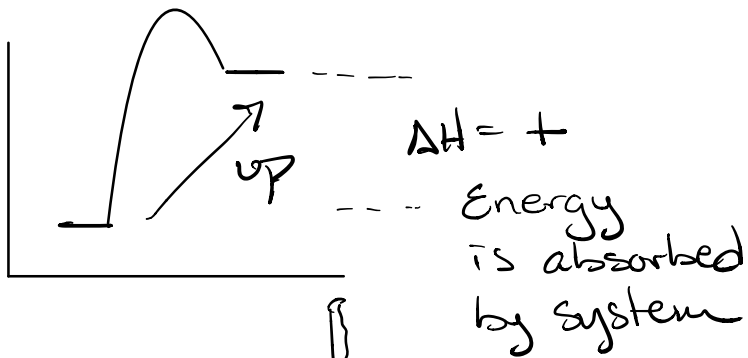 ΔH = +
UP
Energy
is absorbed
by system